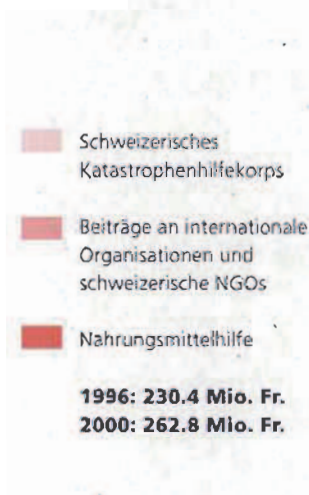 Schweizerisches
Katastrophenhilfekorps
Beiträge an internationale
Organisationen und
schweizerische NGOs
Nahrungsmittelhilfe
1996: 230.4 Mio. Fr.
2000: 262.8 Mio. Fr.